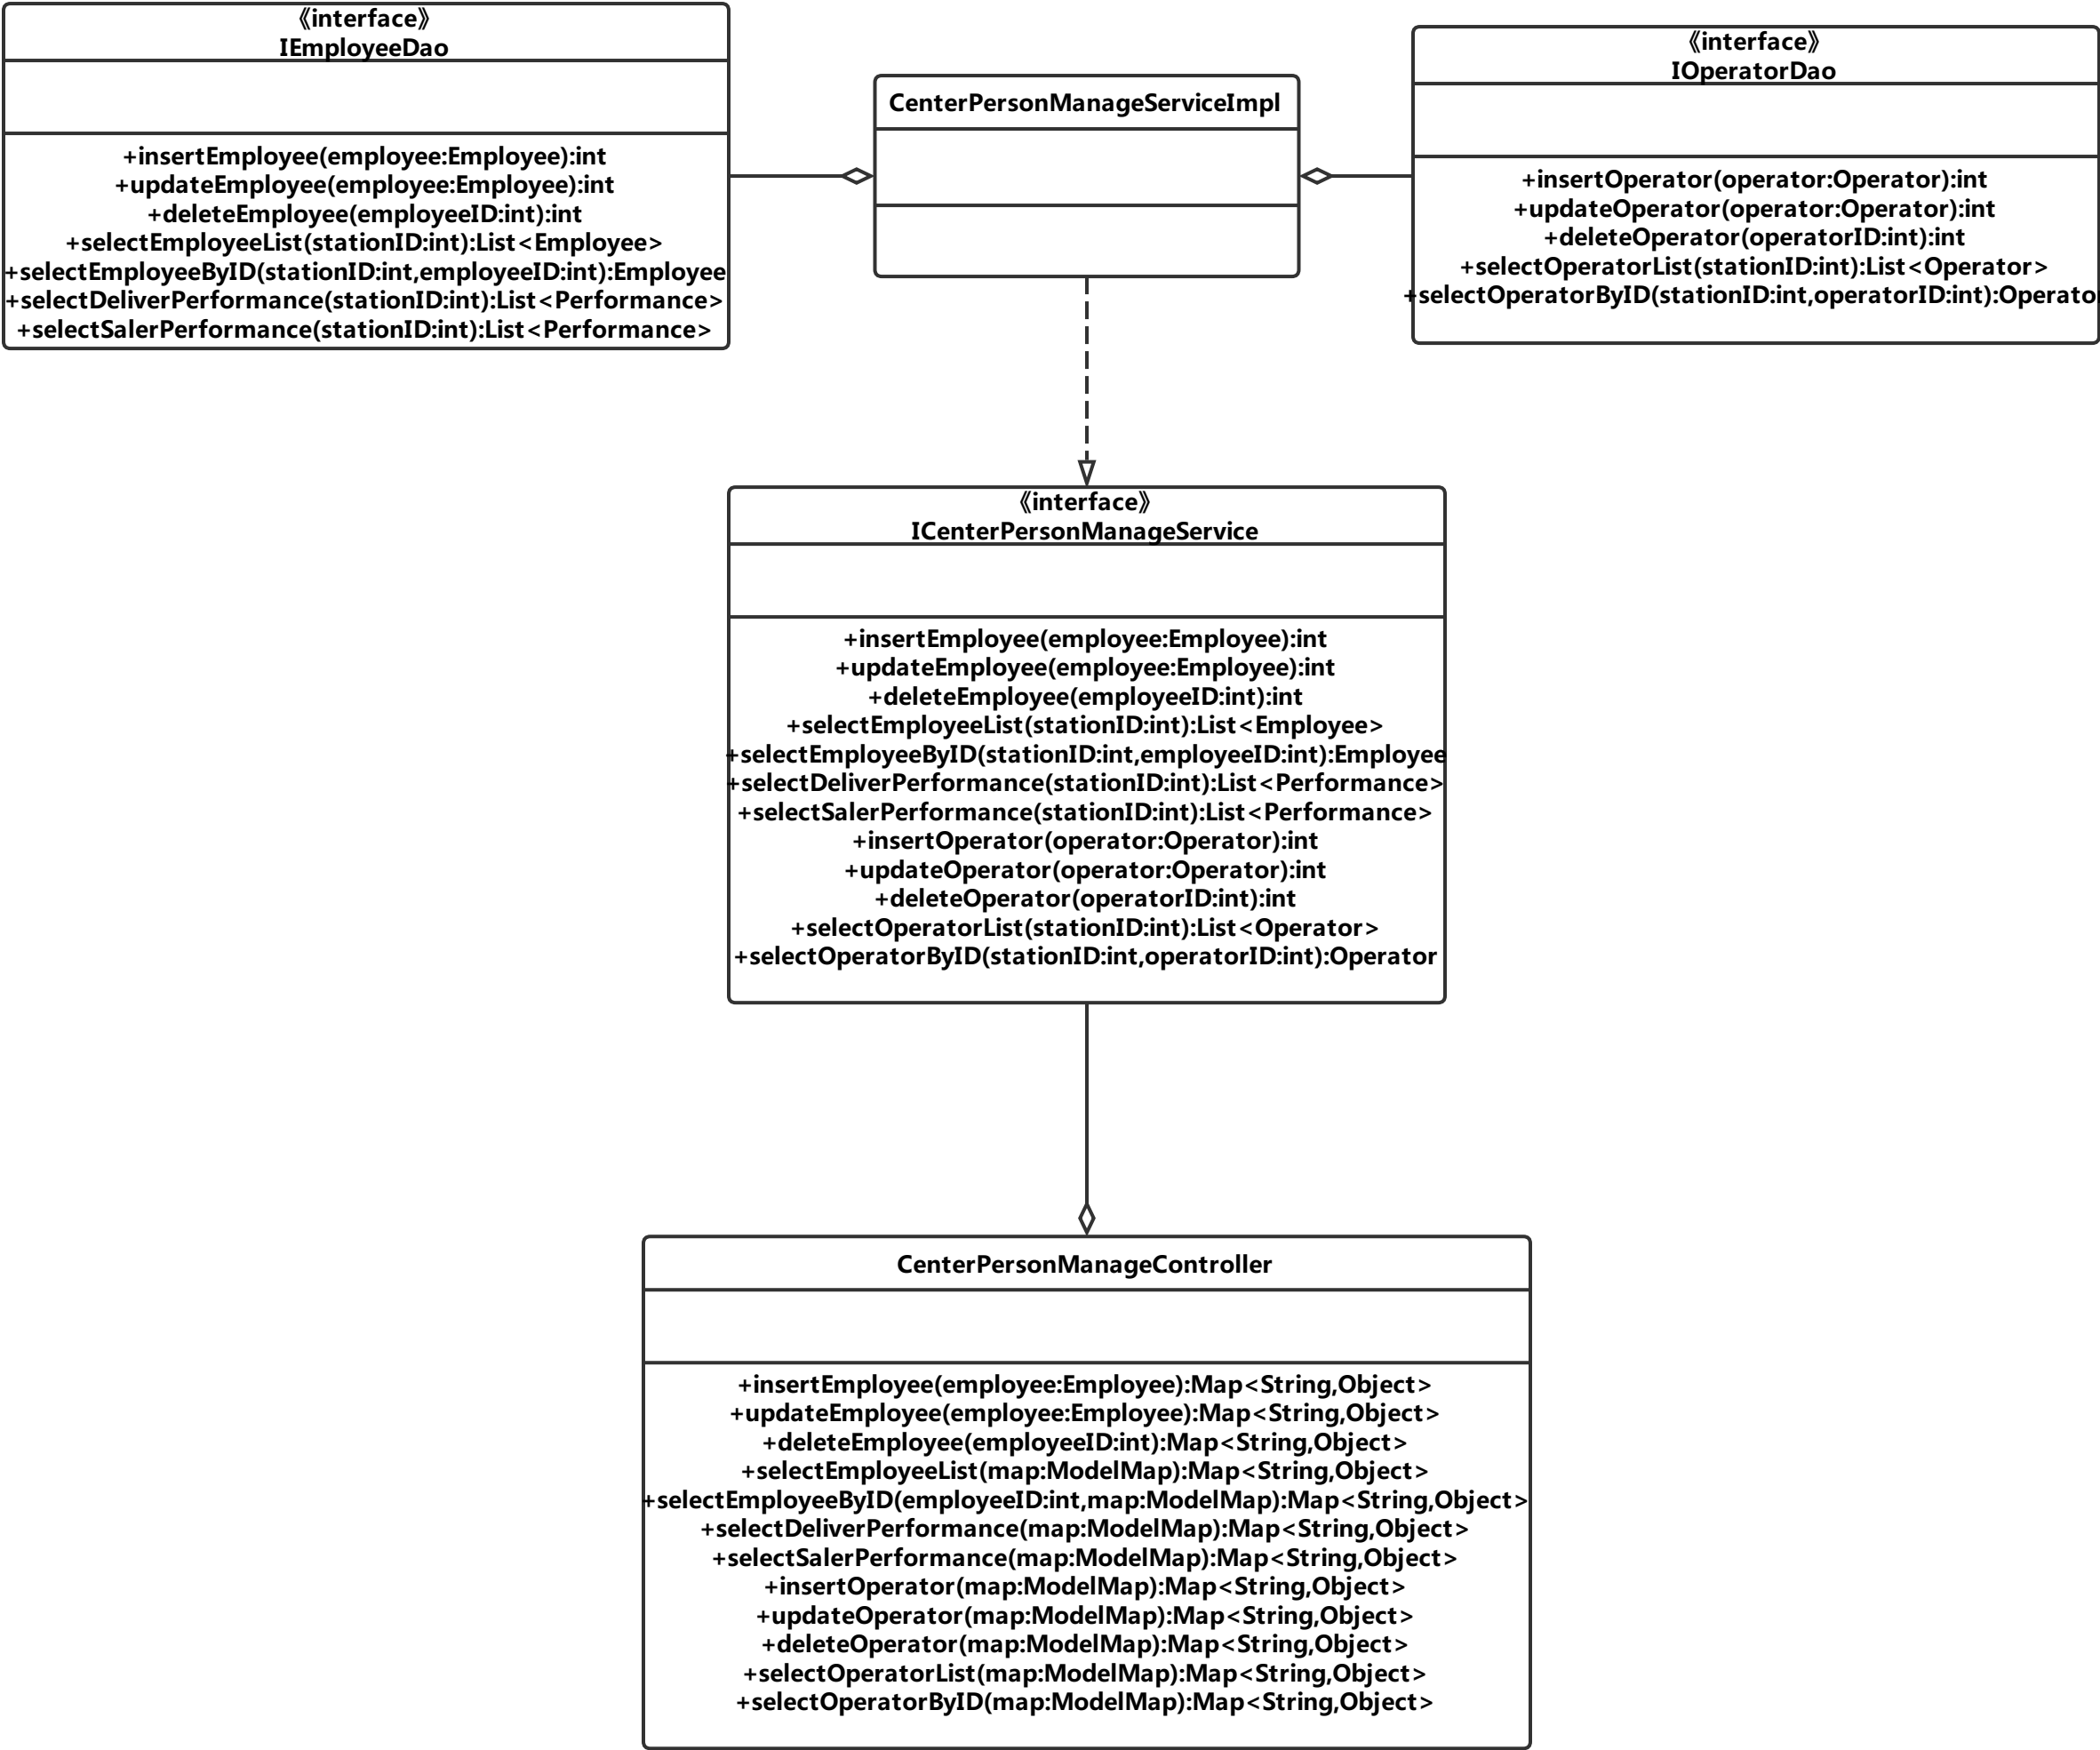 《interface》
IEmployeeDao
+insertEmployee(employee:Employee):int
+updateEmployee(employee:Employee):int
+deleteEmployee(employeeID:int):int
+selectEmployeeList(stationID:int):List<Employee>
+selectEmployeeByID(stationID:int,employeeID:int):Employee
+selectDeliverPerformance(stationID:int):List<Performance>
+selectSalerPerformance(stationID:int):List<Performance>
CenterPersonManageServiceImpl
《interface》
IOperatorDao
+insertOperator(operator:Operator):int
+updateOperator(operator:Operator):int
+deleteOperator(operatorID:int):int
+selectOperatorList(stationID:int):List<Operator>
+selectOperatorByID(stationID:int,operatorID:int):Operator
《interface》
ICenterPersonManageService
+insertEmployee(employee:Employee):int
+updateEmployee(employee:Employee):int
+deleteEmployee(employeeID:int):int
+selectEmployeeList(stationID:int):List<Employee>
+selectEmployeeByID(stationID:int,employeeID:int):Employee
+selectDeliverPerformance(stationID:int):List<Performance>
+selectSalerPerformance(stationID:int):List<Performance>
+insertOperator(operator:Operator):int
+updateOperator(operator:Operator):int
+deleteOperator(operatorID:int):int
+selectOperatorList(stationID:int):List<Operator>
+selectOperatorByID(stationID:int,operatorID:int):Operator
CenterPersonManageController
+insertEmployee(employee:Employee):Map<String,Object>
+updateEmployee(employee:Employee):Map<String,Object>
+deleteEmployee(employeeID:int):Map<String,Object>
+selectEmployeeList(map:ModelMap):Map<String,Object>
+selectEmployeeByID(employeeID:int,map:ModelMap):Map<String,Object>
+selectDeliverPerformance(map:ModelMap):Map<String,Object>
+selectSalerPerformance(map:ModelMap):Map<String,Object>
+insertOperator(map:ModelMap):Map<String,Object>
+updateOperator(map:ModelMap):Map<String,Object>
+deleteOperator(map:ModelMap):Map<String,Object>
+selectOperatorList(map:ModelMap):Map<String,Object>
+selectOperatorByID(map:ModelMap):Map<String,Object>